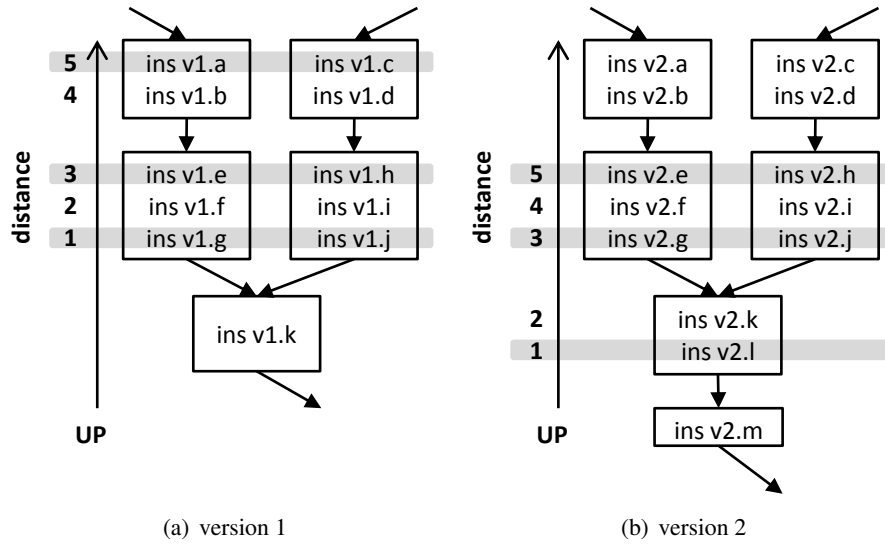 5 ins v1.a ins v1.c
4 ins v1.b ins v1.d
3 ins v1.e ins v1.h
2 ins v1.f ins v1.i
1 ins v1.g ins v1.j
ins v1.k
distance
UP
(a) version 1
ins v2.a ins v2.c
ins v2.b ins v2.d
5 ins v2.e ins v2.h
4 ins v2.f ins v2.i
3 ins v2.g ins v2.j
2 ins v2.k
1 ins v2.l
ins v2.m
distance
UP
(b) version 2